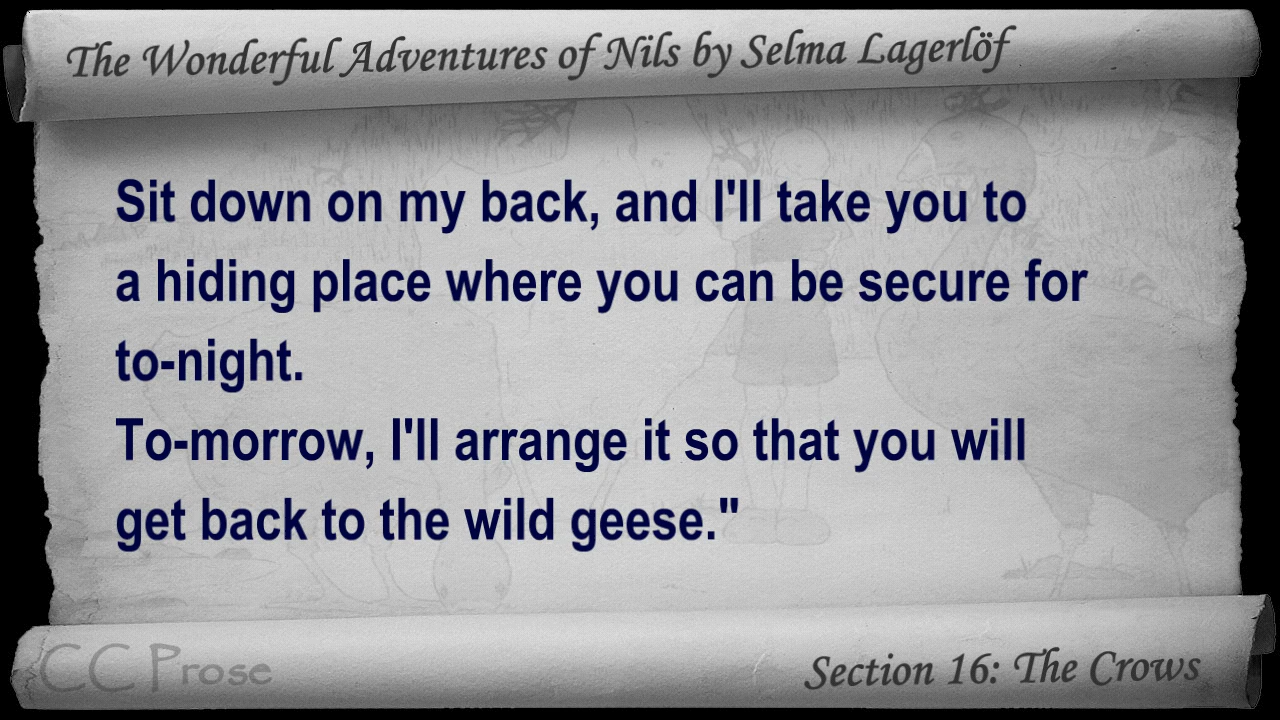 The Wonderful Adventures of Nils by Selma Lagerlöf
Sit down on my back, and I'll take you to
a hiding place where you can be secure for
to-night.
To-morrow, I'll arrange it so that you will
get back to the wild geese."
CC Prose
Section 16: The Crows